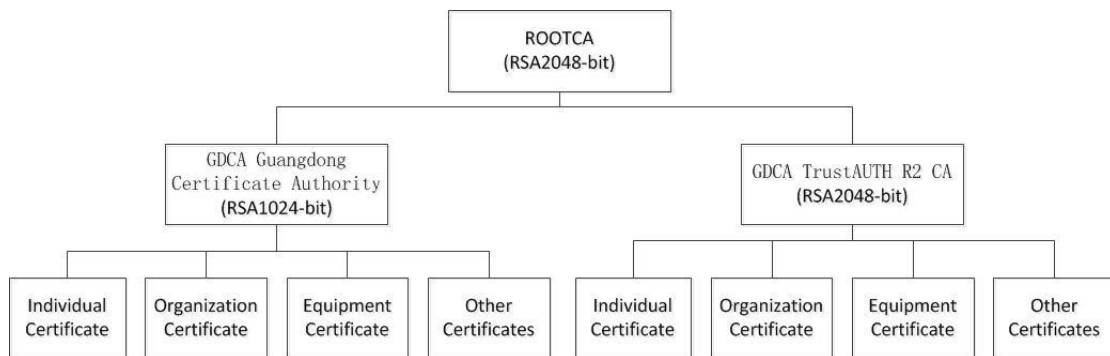 ROOTCA
(RSA2048-bit)
GDCA Guangdong
Certificate Authority
(RSA1024-bit)
GDCA TrustAUTH R2 CA
(RSA2048-bit)
Individual
Certificate
Organization
Certificate
Equipment
Certificate
Other
Certificates
Individual
Certificate
Organization
Certificate
Equipment
Certificate
Other
Certificates